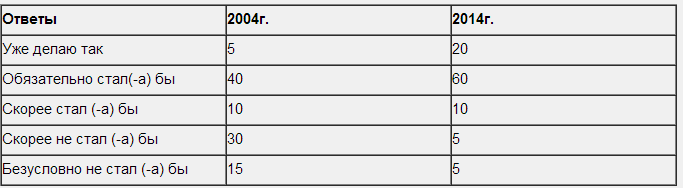 Ответы 2004г. 2014г.
Уже делаю так 5 20
Обязательно стал(-а) бы 40 60
Скорее стал (-а) бы 10 10
Скорее не стал (-а) бы 30 5
Безусловно не стал (-а) бы 15 5